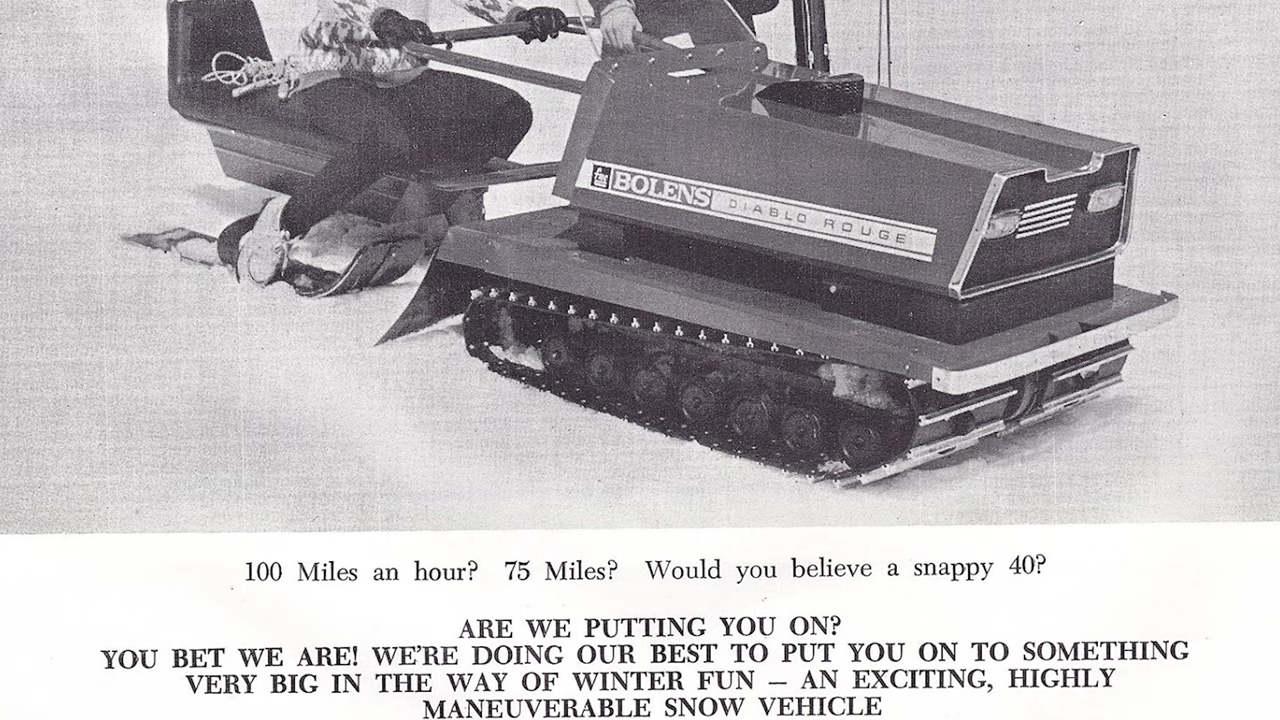 BOLENS DIABLO ROUGE
100 Miles an hour? 75 Miles? Would you believe a snappy 40?
ARE WE PUTTING YOU ON?
YOU BET WE ARE! WE'RE DOING OUR BEST TO PUT YOU ON TO SOMETHING
VERY BIG IN THE WAY OF WINTER FUN – AN EXCITING, HIGHLY
MANEUVERABLE SNOW VEHICLE